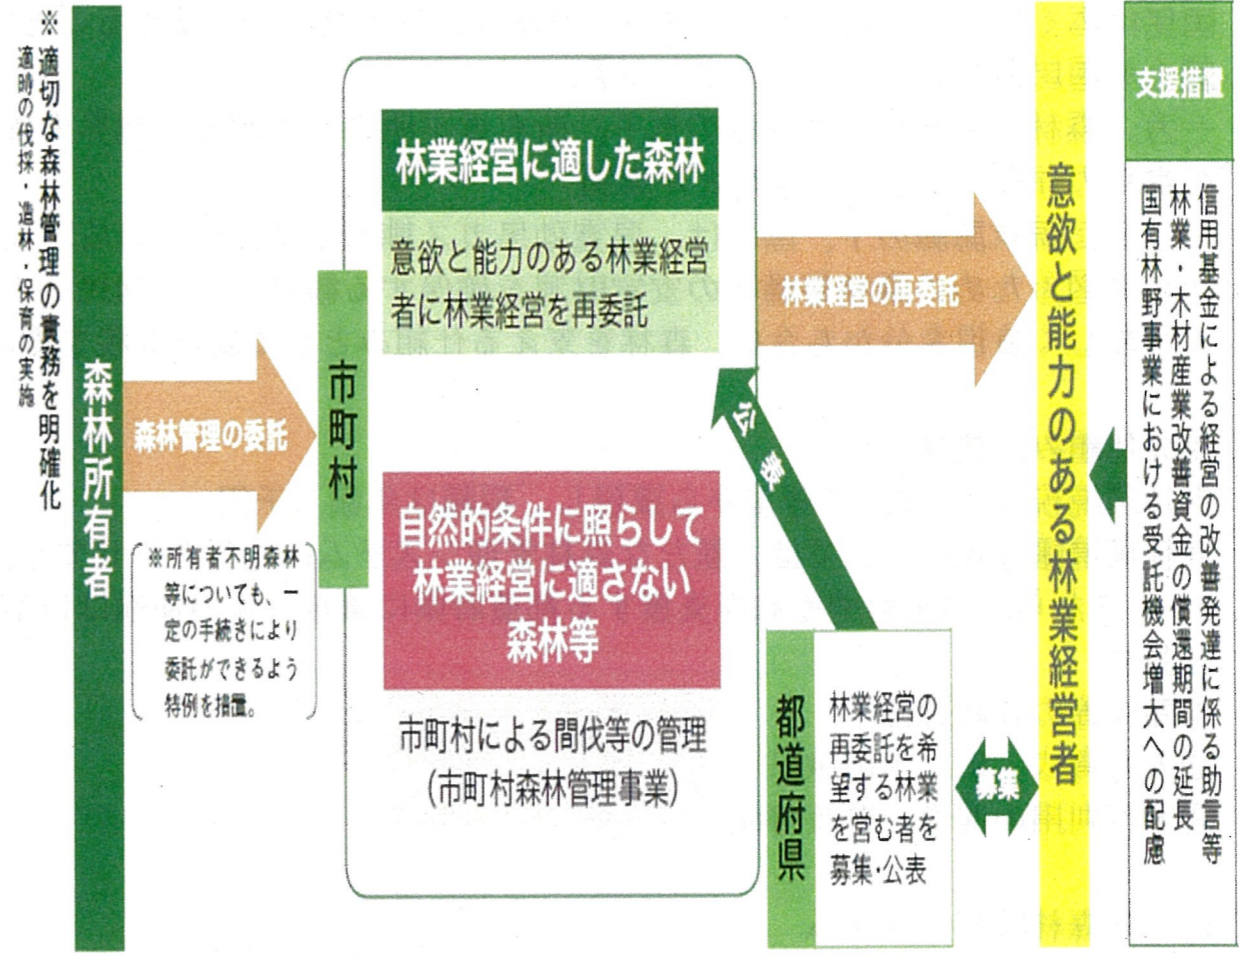 ※適切な森林管理の責務を明確化
適時の伐採・造林・保育の実施
森林所有者
森林管理の委託
※所有者不明森林
等についても、一
定の手続きにより
委託ができるよう
特例を措置。
市町村
林業経営に適した森林
意欲と能力のある林業経営
者に林業経営を再委託
自然的条件に照らして
林業経営に適さない
森林等
市町村による間伐等の管理
(市町村森林管理事業)
林業経営の再委託
公表
都道府県
林業経営の
再委託を希
望する林業
を営む者を
募集・公表
募集
意欲と能力のある林業経営者
支援措置
信用基金による経営の改善発達に係る助言等
林業・木材産業改善資金の償還期間の延長
国有林野事業における受託機会増大への配慮